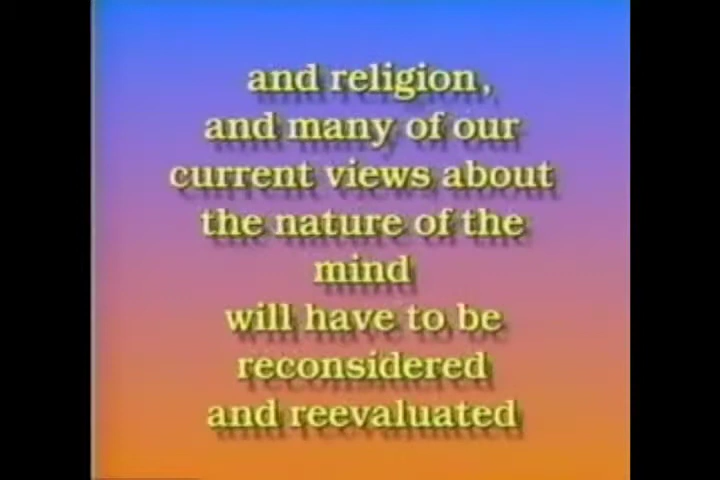 and religion,
and many of our
current views about
the nature of the
mind
will have to be
reconsidered
and reevaluated